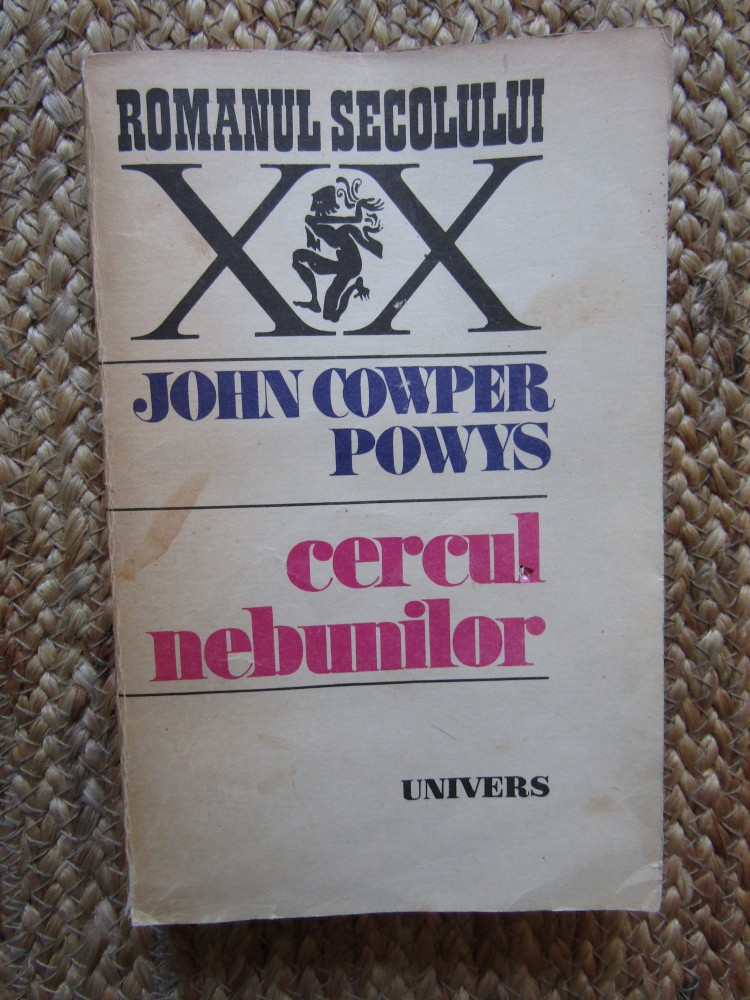 ROMANUL SECOLULUI
XX
JOHN COWPER
POWYS
cercul
nebunilor
UNIVERS